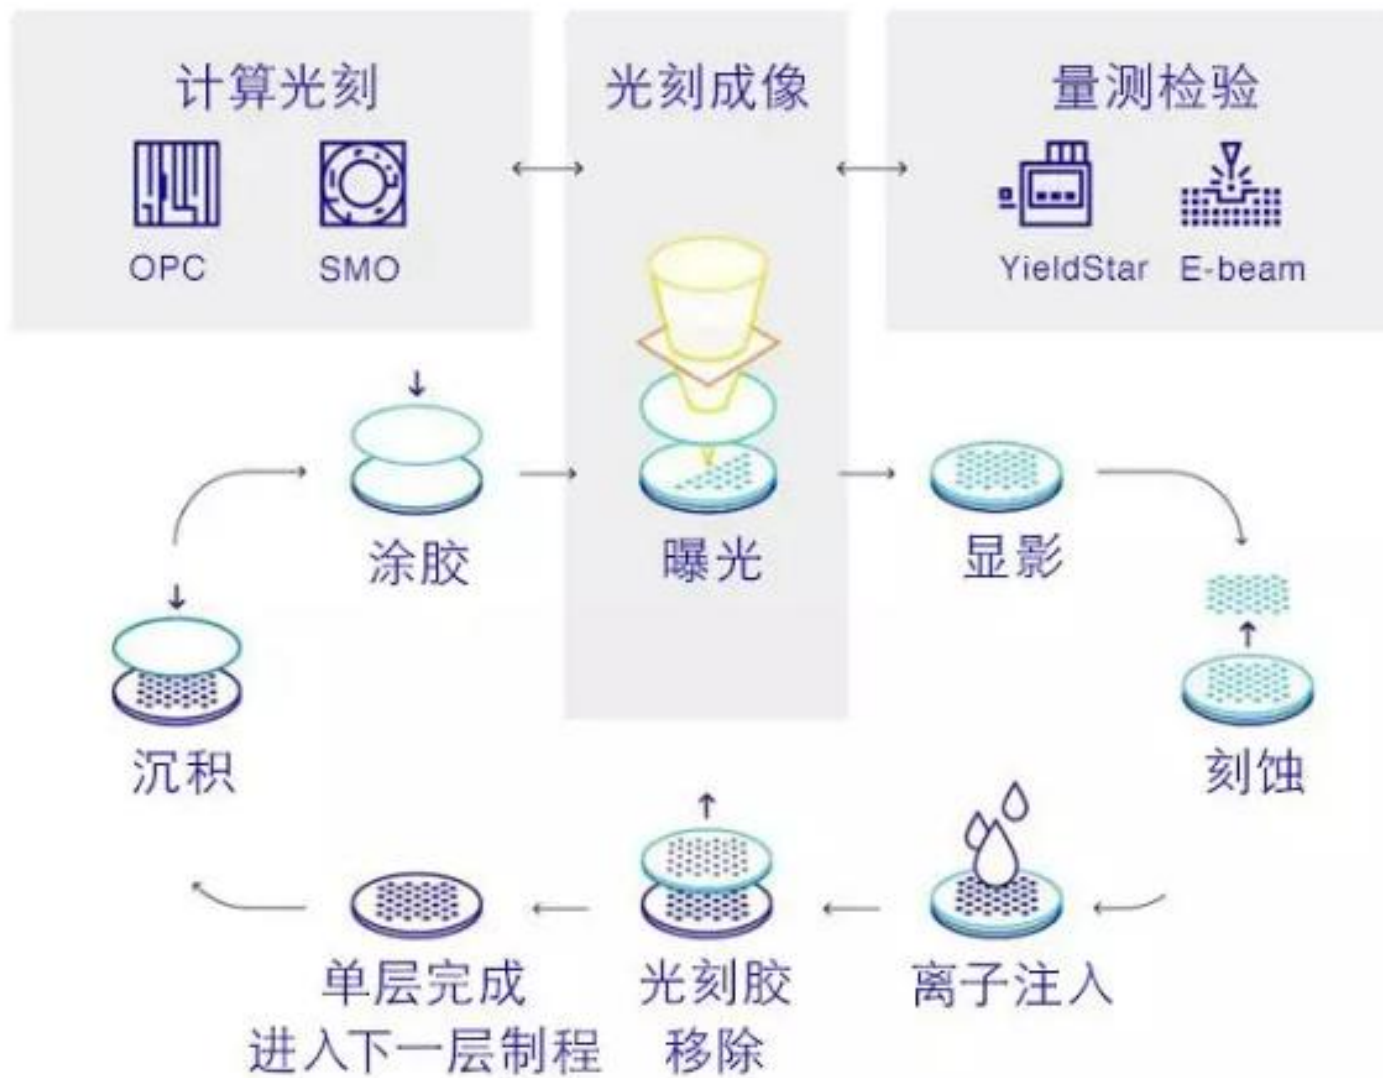 计算光刻
光刻成像
量测检验
OPC
SMO
YieldStar
E-beam
涂胶
曝光
显影
沉积
刻蚀
单层完成
进入下一层制程
光刻胶
移除
离子注入